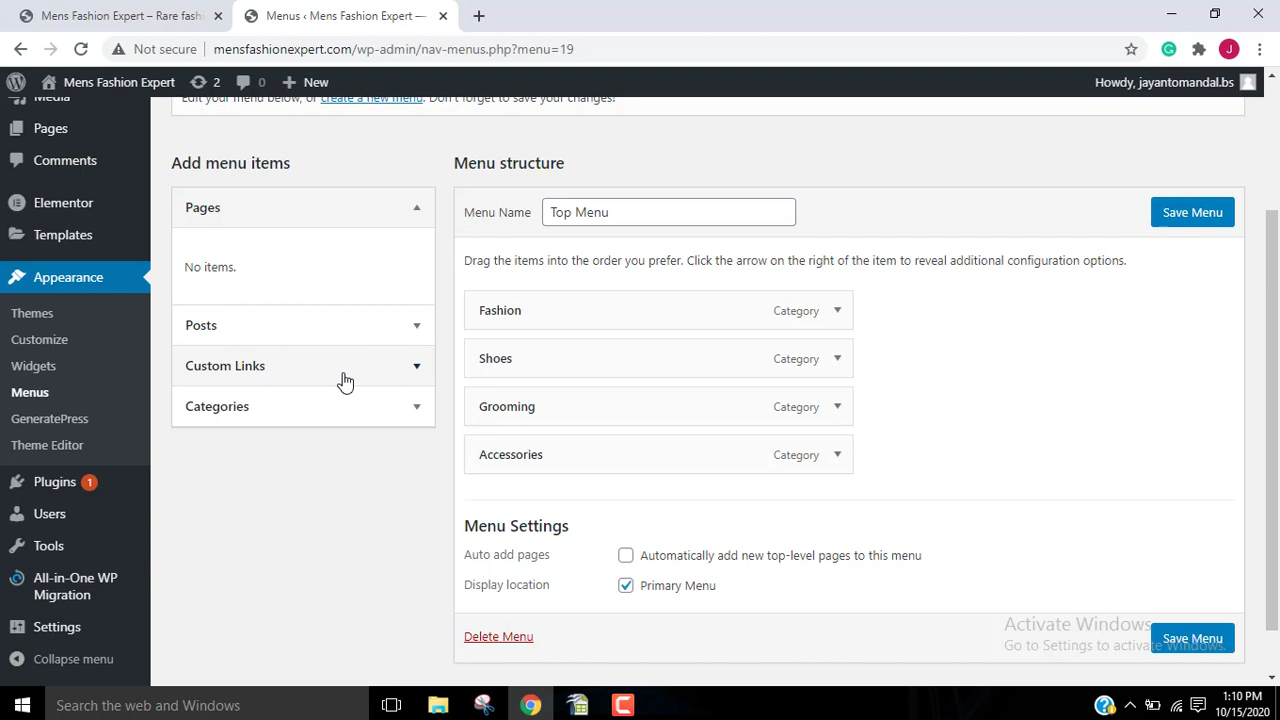 Mens Fashion Expert – Rare fash
Menus ‹ Mens Fashion Expert —
Not secure
mensfashionexpert.com/wp-admin/nav-menus.php?menu=19
J
Mens Fashion Expert
2
0
New
Howdy, jayantomandal.bs
Media
Pages
Comments
Elementor
Templates
Appearance
Themes
Customize
Widgets
Menus
GeneratePress
Theme Editor
Plugins 1
Users
Tools
All-in-One WP
Migration
Settings
Collapse menu
Edit your menu below, or create a new menu. Don't forget to save your changes!
Add menu items
Pages
No items.
Posts
Custom Links
Categories
Menu structure
Menu Name
Top Menu
Save Menu
Drag the items into the order you prefer. Click the arrow on the right of the item to reveal additional configuration options.
Fashion Category
Shoes Category
Grooming Category
Accessories Category
Menu Settings
Auto add pages
Automatically add new top-level pages to this menu
Display location
Primary Menu
Delete Menu
Save Menu
Activate Windows
Go to Settings to activate Windows.
Search the web and Windows
1:10 PM
10/15/2020